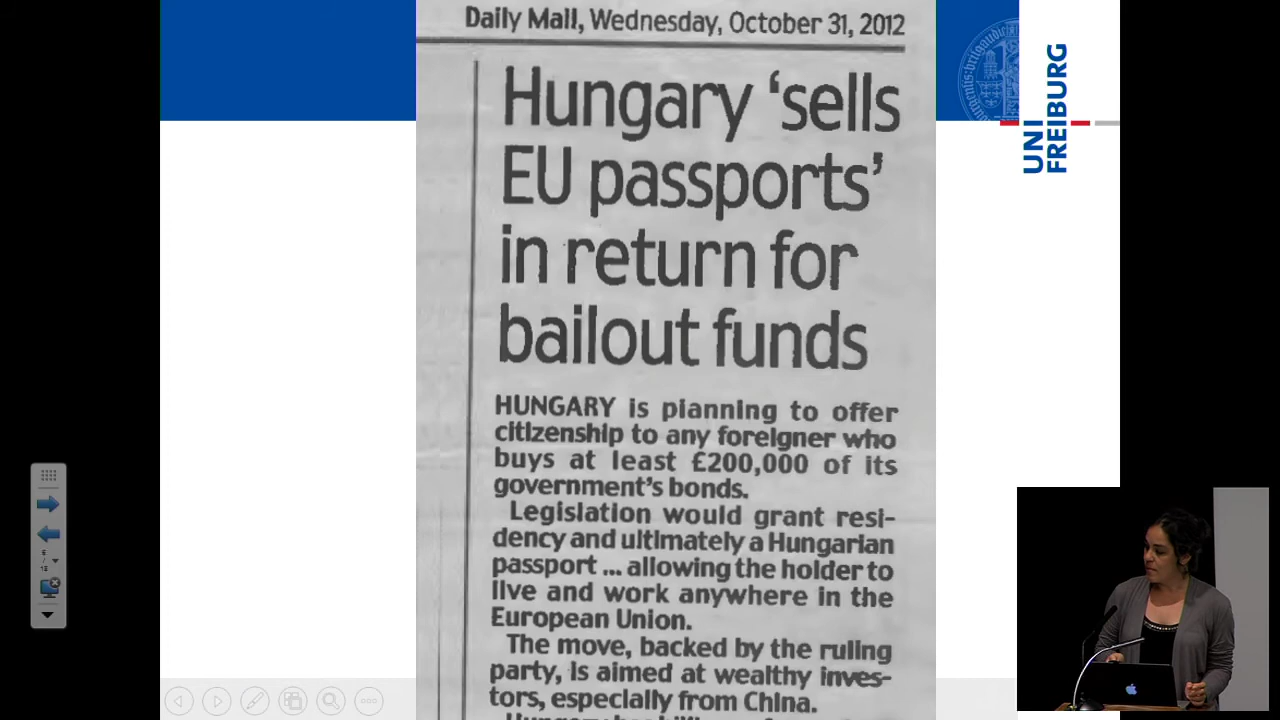 Daily Mail, Wednesday, October 31, 2012
Hungary ‘sells
EU passports’
in return for
bailout funds
HUNGARY is planning to offer
citizenship to any foreigner who
buys at least £200,000 of its
government’s bonds.
Legislation would grant resi-
dency and ultimately a Hungarian
passport ... allowing the holder to
live and work anywhere in the
European Union.
The move, backed by the ruling
party, is aimed at wealthy inves-
tors, especially from China.
UNI
FREIBURG
6
/
18